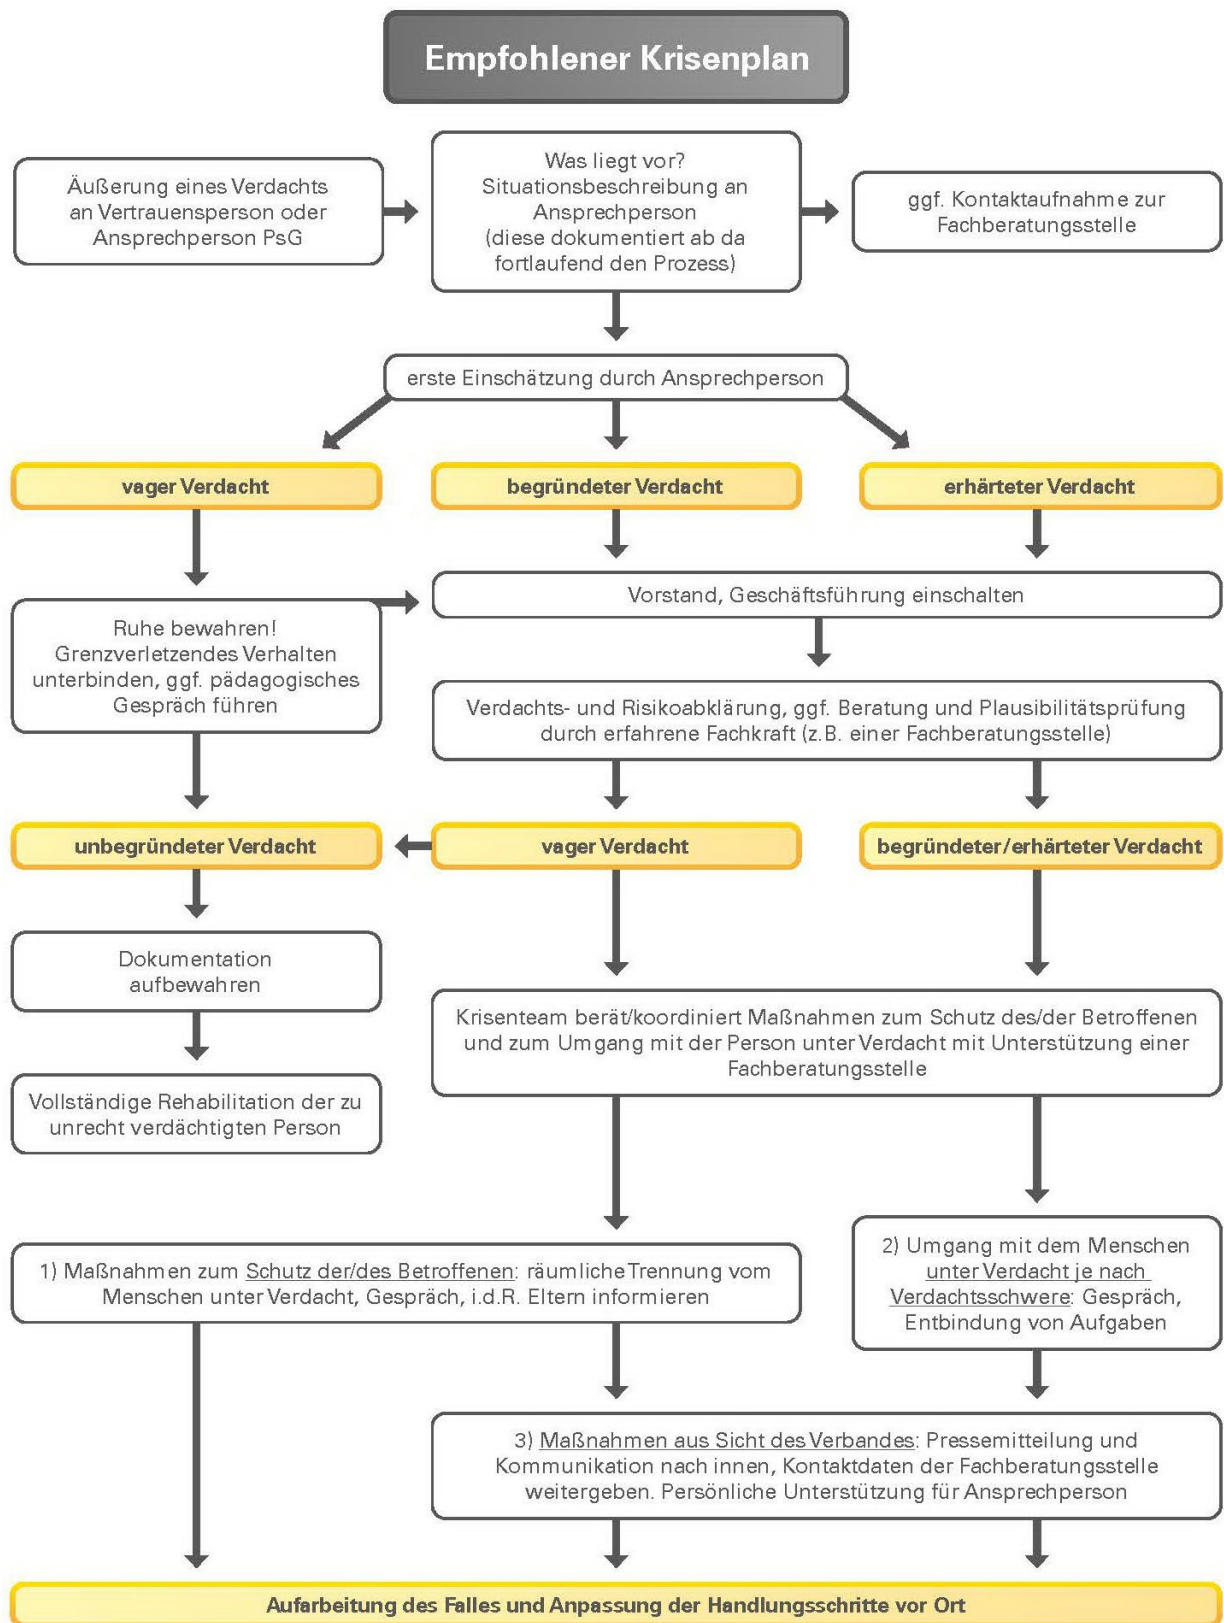 Empfohlener Krisenplan
Äußerung eines Verdachts
an Vertrauensperson oder
Ansprechperson PsG
Was liegt vor?
Situationsbeschreibung an
Ansprechperson
(diese dokumentiert ab da
fortlaufend den Prozess)
ggf. Kontaktaufnahme zur
Fachberatungsstelle
erste Einschätzung durch Ansprechperson
vager Verdacht
begründeter Verdacht
erhärteter Verdacht
Ruhe bewahren!
Grenzverletzendes Verhalten
unterbinden, ggf. pädagogisches
Gespräch führen
Vorstand, Geschäftsführung einschalten
Verdachts- und Risikoabklärung, ggf. Beratung und Plausibilitätsprüfung
durch erfahrene Fachkraft (z.B. einer Fachberatungsstelle)
unbegründeter Verdacht
vager Verdacht
begründeter/erhärteter Verdacht
Dokumentation
aufbewahren
Krisenteam berät/koordiniert Maßnahmen zum Schutz des/der Betroffenen
und zum Umgang mit der Person unter Verdacht mit Unterstützung einer
Fachberatungsstelle
Vollständige Rehabilitation der zu
unrecht verdächtigten Person
1) Maßnahmen zum Schutz der/des Betroffenen: räumliche Trennung vom
Menschen unter Verdacht, Gespräch, i.d.R. Eltern informieren
2) Umgang mit dem Menschen
unter Verdacht je nach
Verdachtsschwere: Gespräch,
Entbindung von Aufgaben
3) Maßnahmen aus Sicht des Verbandes: Pressemitteilung und
Kommunikation nach innen, Kontaktdaten der Fachberatungsstelle
weitergeben. Persönliche Unterstützung für Ansprechperson
Aufarbeitung des Falles und Anpassung der Handlungsschritte vor Ort